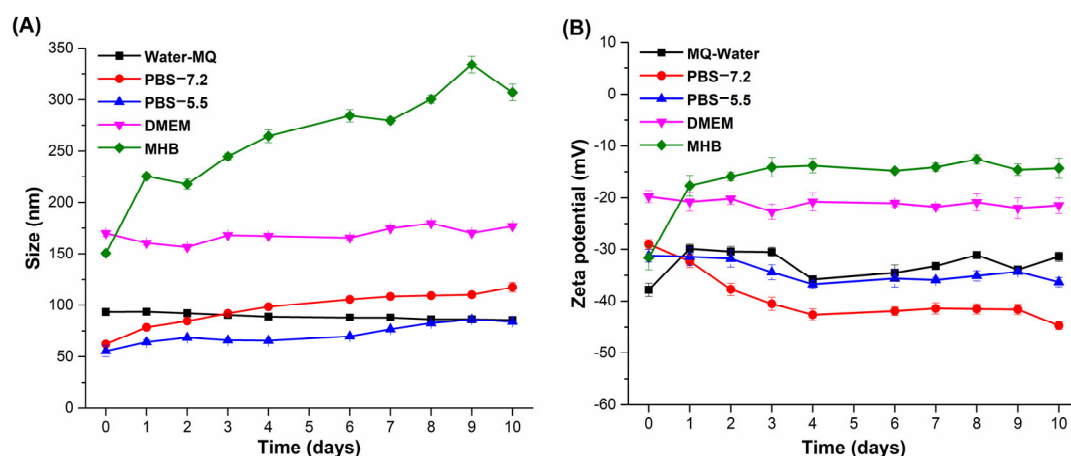 (A)
350
300
250
200
150
100
50
0
Size (nm)
Water-MQ
PBS−7.2
PBS−5.5
DMEM
MHB
0 1 2 3 4 5 6 7 8 9 10
Time (days)
(B)
10
0
-10
-20
-30
-40
-50
-60
Zeta potential (mV)
MQ-Water
PBS−7.2
PBS−5.5
DMEM
MHB
0 1 2 3 4 5 6 7 8 9 10
Time (days)